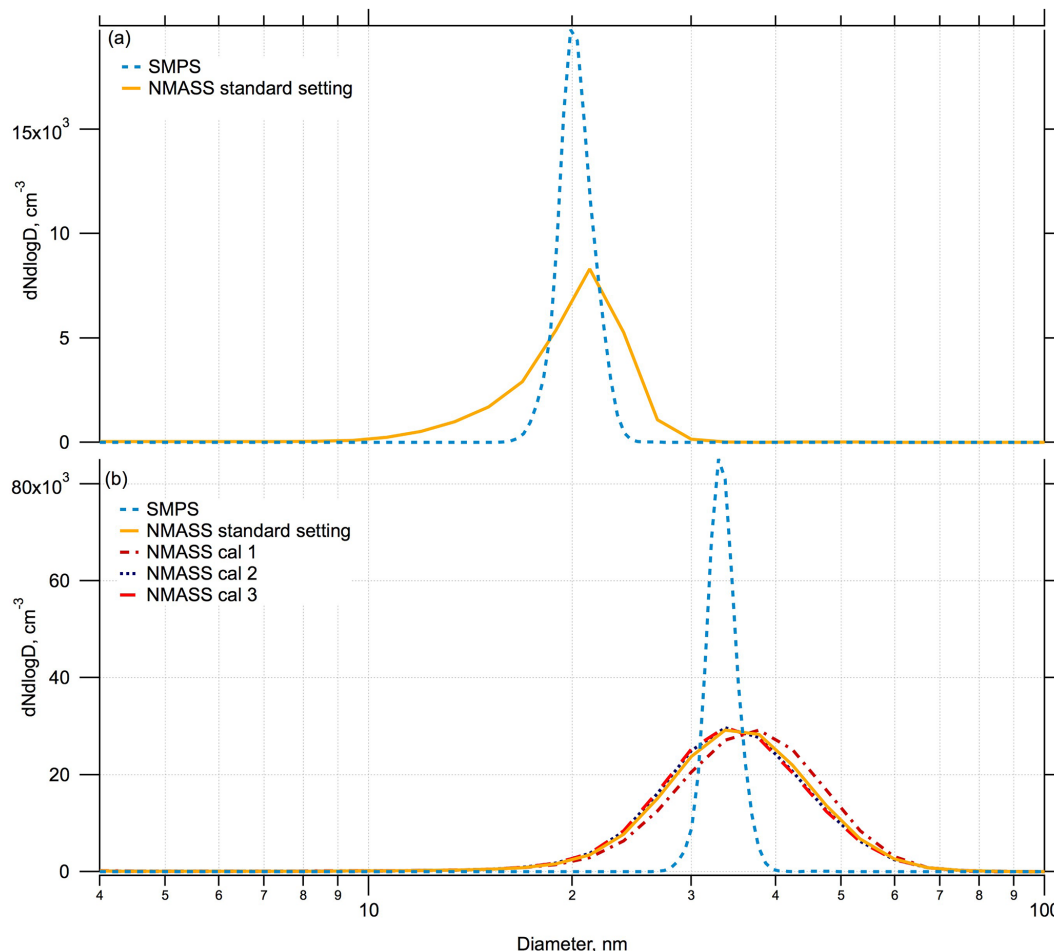 (a)
SMPS
NMASS standard setting
15x10³
10
5
0
dNdlogD, cm⁻³
(b)
SMPS
NMASS standard setting
NMASS cal 1
NMASS cal 2
NMASS cal 3
80x10³
60
40
20
0
dNdlogD, cm⁻³
4 5 6 7 8 9 10 2 3 4 5 6 7 8 9 100
Diameter, nm